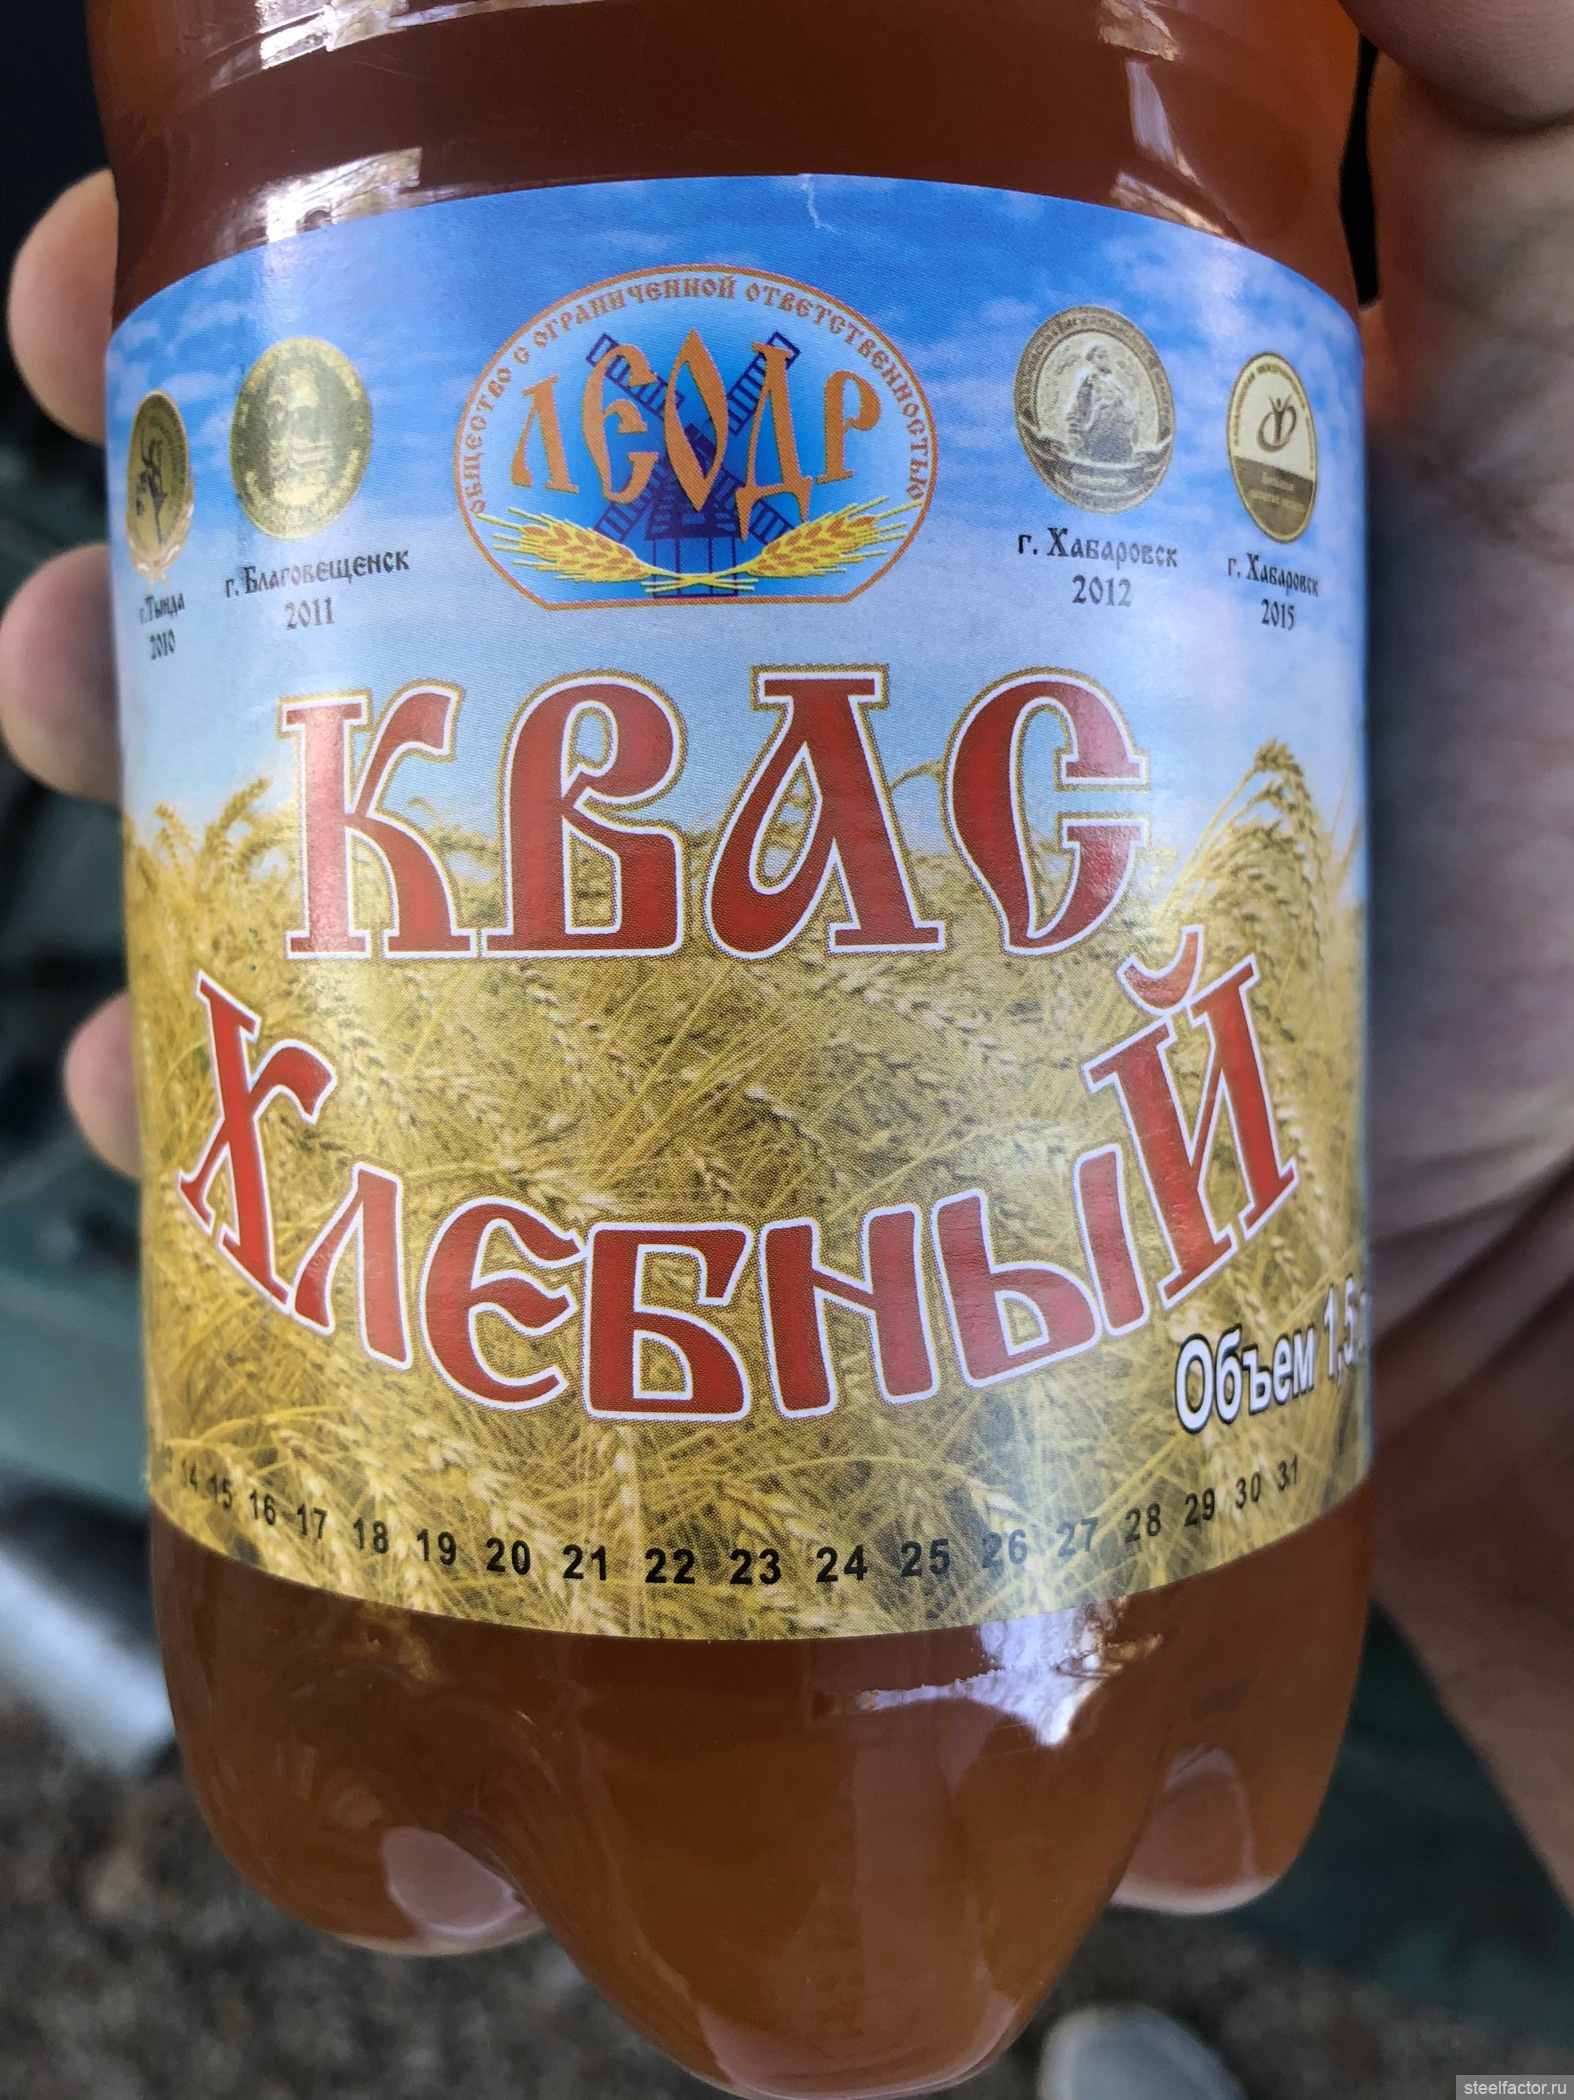 ОБЩЕСТВО С ОГРАНИЧЕННОЙ ОТВЕТСТВЕННОСТЬЮ
ЛЕОДР
г. Тында
2010
г. Благовещенск
2011
г. Хабаровск
2012
г. Хабаровск
2015
КВАС
ХЛЕБНЫЙ
Объем 1,5
14 15 16 17 18 19 20 21 22 23 24 25 26 27 28 29 30 31
steelfactor.ru